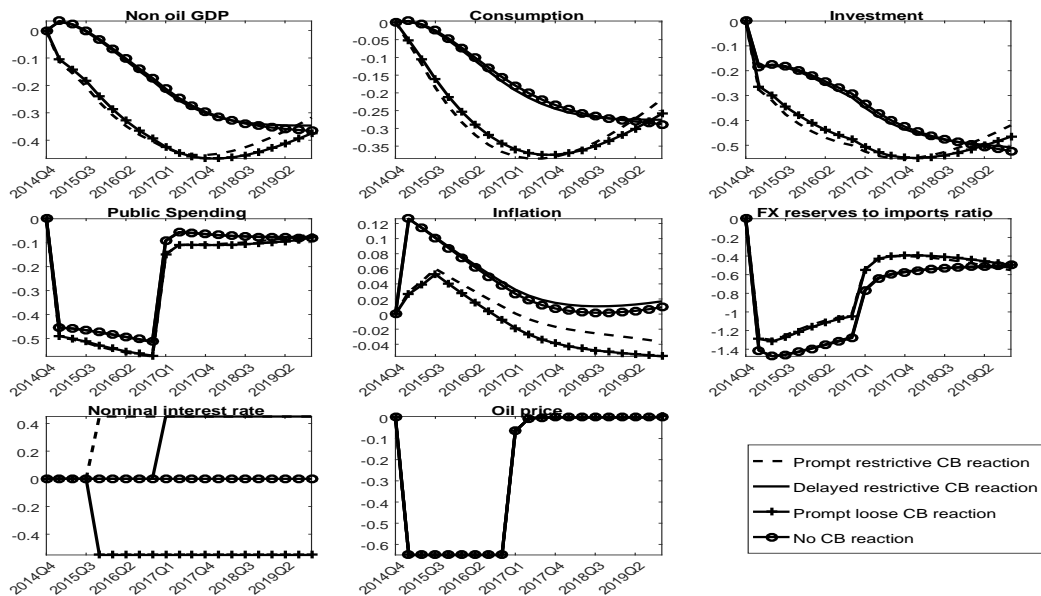 Non oil GDP
0
-0.1
-0.2
-0.3
-0.4
2014Q4
2015Q3
2016Q2
2017Q1
2017Q4
2018Q3
2019Q2
Consumption
-0.05
-0.1
-0.15
-0.2
-0.25
-0.3
-0.35
2014Q4
2015Q3
2016Q2
2017Q1
2017Q4
2018Q3
2019Q2
Investment
0
-0.1
-0.2
-0.3
-0.4
-0.5
2014Q4
2015Q3
2016Q2
2017Q1
2017Q4
2018Q3
2019Q2
Public Spending
0
-0.1
-0.2
-0.3
-0.4
-0.5
2014Q4
2015Q3
2016Q2
2017Q1
2017Q4
2018Q3
2019Q2
Inflation
0.12
0.1
0.08
0.06
0.04
0.02
0
-0.02
-0.04
2014Q4
2015Q3
2016Q2
2017Q1
2017Q4
2018Q3
2019Q2
FX reserves to imports ratio
0
-0.2
-0.4
-0.6
-0.8
-1
-1.2
-1.4
2014Q4
2015Q3
2016Q2
2017Q1
2017Q4
2018Q3
2019Q2
Nominal interest rate
0.4
0.2
0
-0.2
-0.4
2014Q4
2015Q3
2016Q2
2017Q1
2017Q4
2018Q3
2019Q2
Oil price
0
-0.1
-0.2
-0.3
-0.4
-0.5
-0.6
2014Q4
2015Q3
2016Q2
2017Q1
2017Q4
2018Q3
2019Q2
Prompt restrictive CB reaction
Delayed restrictive CB reaction
Prompt loose CB reaction
No CB reaction